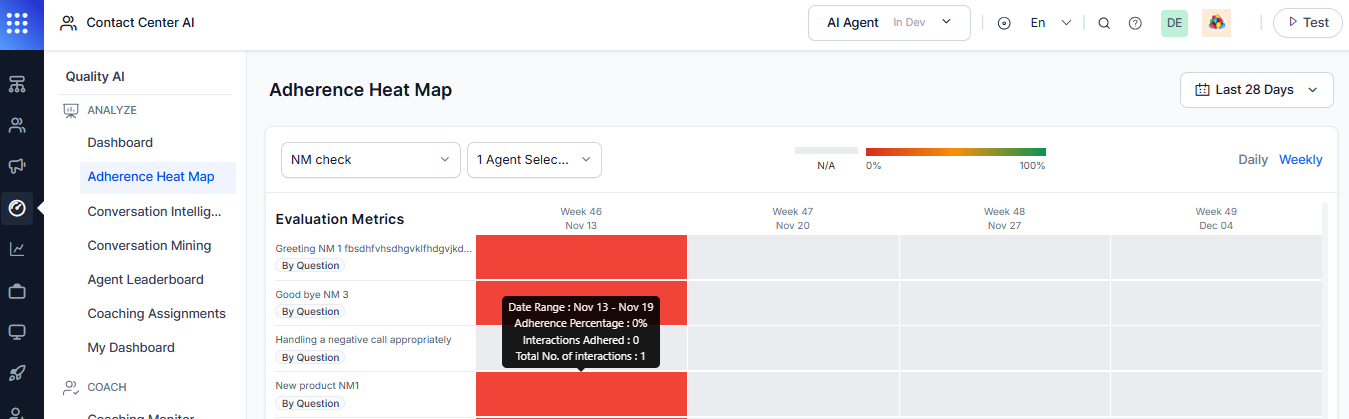 Contact Center AI
AI Agent In Dev
En
DE
Test
Quality AI
ANALYZE
Dashboard
Adherence Heat Map
Conversation Intellig...
Conversation Mining
Agent Leaderboard
Coaching Assignments
My Dashboard
COACH
Coaching Monitor
Adherence Heat Map
Last 28 Days
NM check
1 Agent Selec...
N/A
0%
100%
Daily
Weekly
Evaluation Metrics
Week 46
Nov 13
Week 47
Nov 20
Week 48
Nov 27
Week 49
Dec 04
Greeting NM 1 fbsdhfvhsdhgvklfhdgvjkd...
By Question
Good bye NM 3
By Question
Handling a negative call appropriately
By Question
New product NM1
By Question
Date Range : Nov 13 - Nov 19
Adherence Percentage : 0%
Interactions Adhered : 0
Total No. of interactions : 1